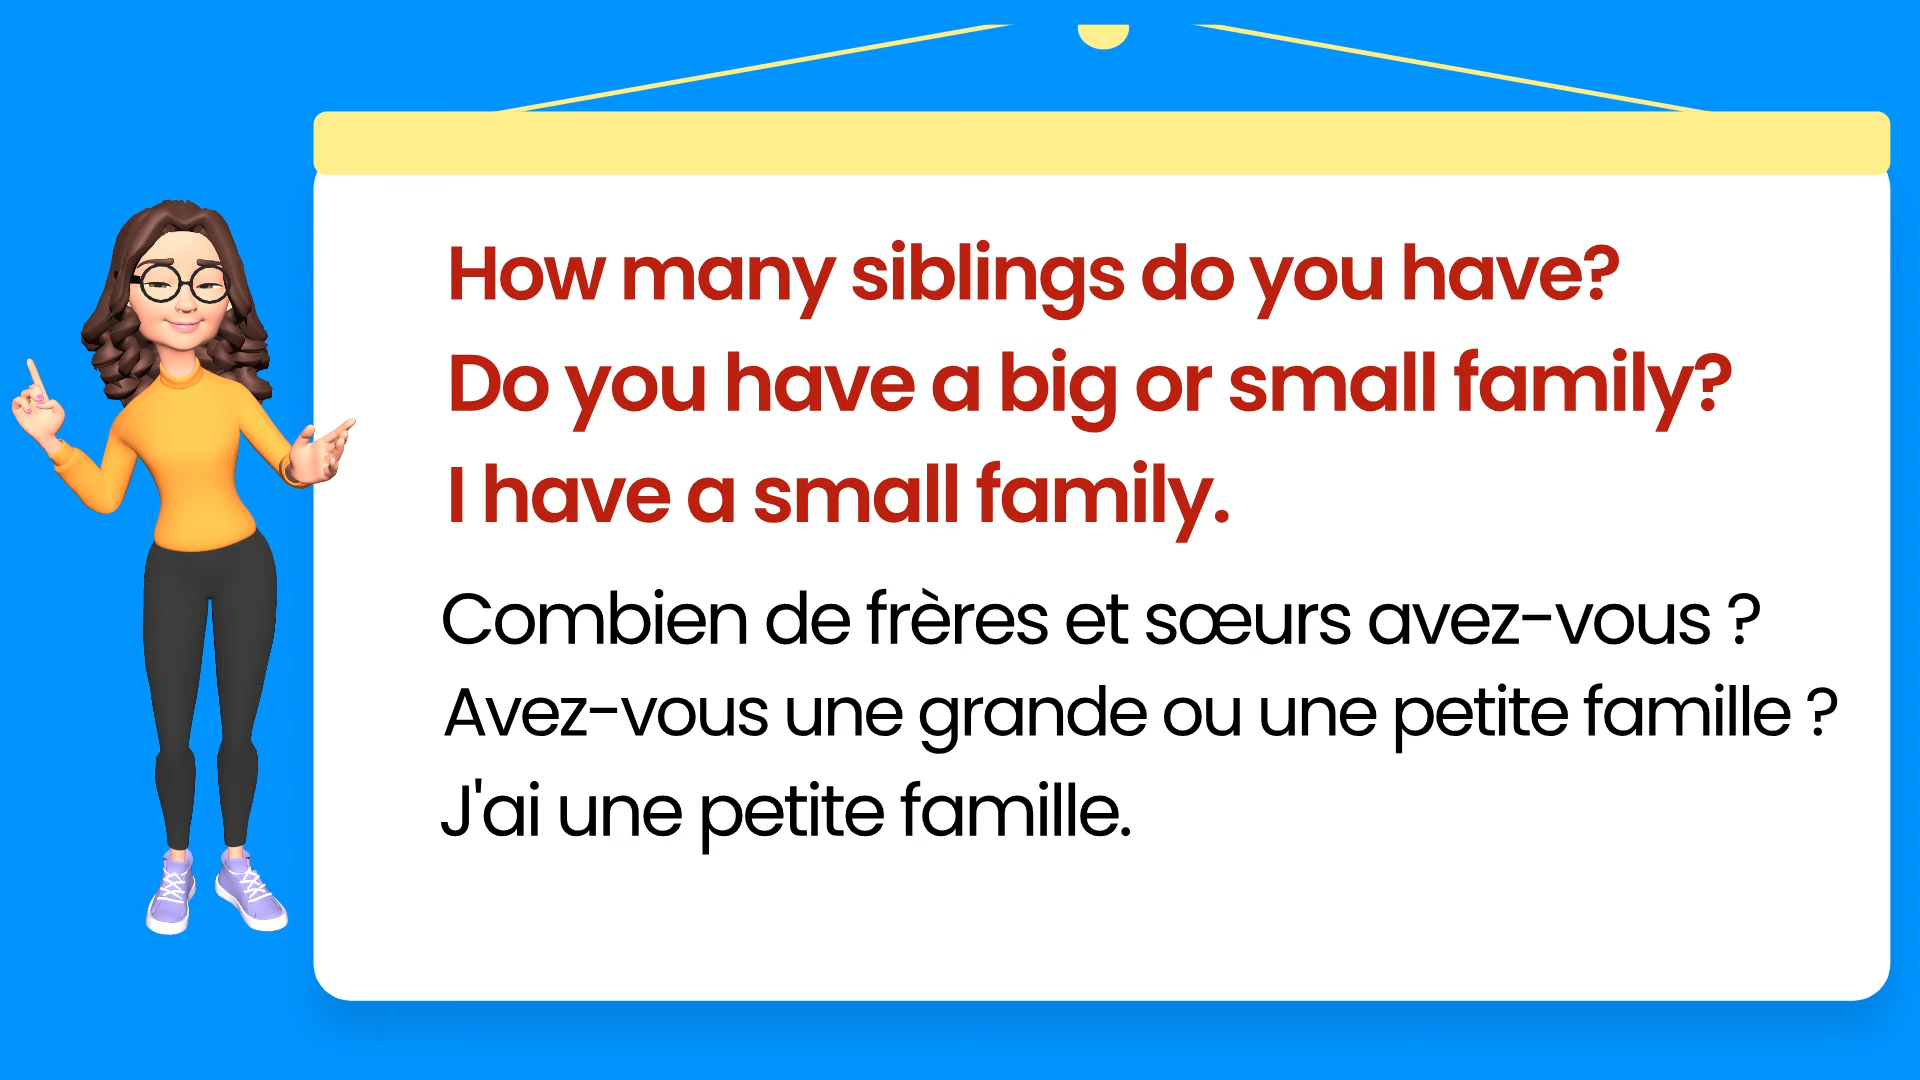 How many siblings do you have?
Do you have a big or small family?
I have a small family.
Combien de frères et sœurs avez-vous ?
Avez-vous une grande ou une petite famille ?
J'ai une petite famille.